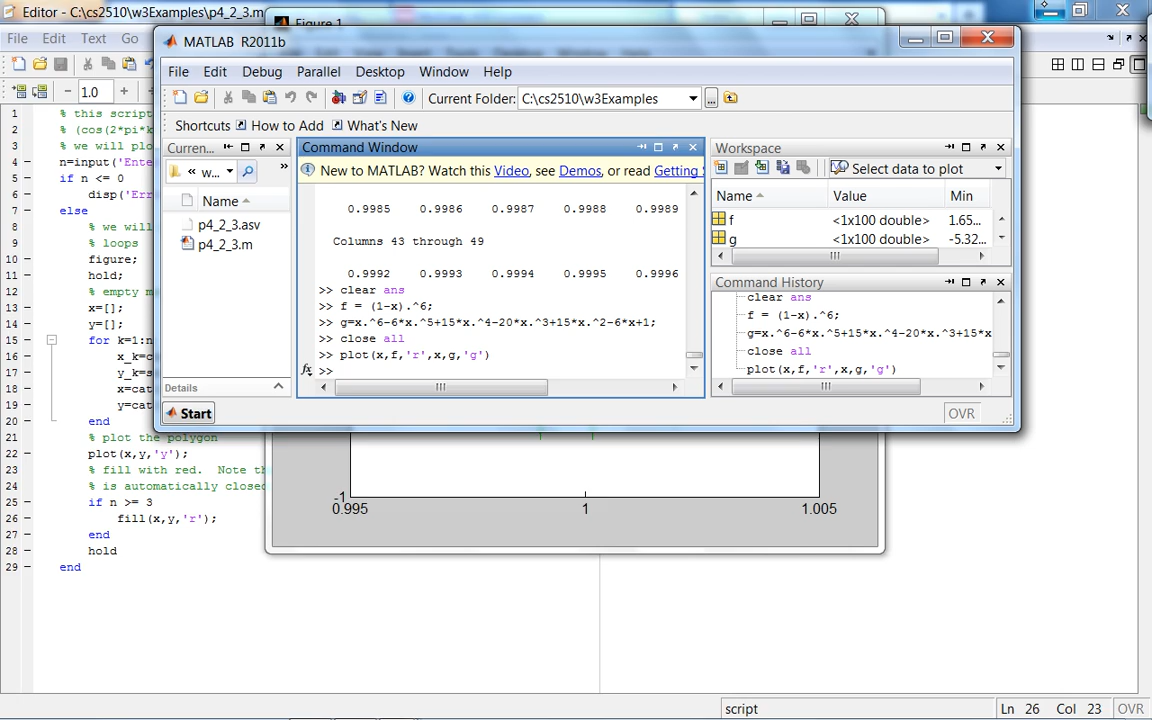 Editor - C:\cs2510\w3Examples\p4_2_3.m
Figure 1
File Edit Text Go
1.0
1 % this script
2 % (cos(2*pi*k
3 % we will plo
4 n=input('Ente
5 if n <= 0
6 disp('Err
7 else
8 % we will
9 % loops
10 figure;
11 hold;
12 % empty m
13 x=[];
14 y=[];
15 for k=1:n
16 x_k=c
17 y_k=s
18 x=cat
19 y=cat
20 end
21 % plot the polygon
22 plot(x,y,'y');
23 % fill with red. Note th
24 % is automatically closed
25 if n >= 3
26 fill(x,y,'r');
27 end
28 hold
29 end
MATLAB R2011b
File Edit Debug Parallel Desktop Window Help
Current Folder: C:\cs2510\w3Examples
Shortcuts How to Add What's New
Curren...
« w...
Name
p4_2_3.asv
p4_2_3.m
Details
Start
Command Window
New to MATLAB? Watch this Video, see Demos, or read Getting
0.9985 0.9986 0.9987 0.9988 0.9989
Columns 43 through 49
0.9992 0.9993 0.9994 0.9995 0.9996
>> clear ans
>> f = (1-x).^6;
>> g=x.^6-6*x.^5+15*x.^4-20*x.^3+15*x.^2-6*x+1;
>> close all
>> plot(x,f,'r',x,g,'g')
fx >>
Workspace
Select data to plot
Name Value Min
f <1x100 double> 1.65...
g <1x100 double> -5.32...
Command History
clear ans
f = (1-x).^6;
g=x.^6-6*x.^5+15*x.^4-20*x.^3+15*x
close all
plot(x,f,'r',x,g,'g')
OVR
-1
0.995 1 1.005
script
Ln 26 Col 23 OVR